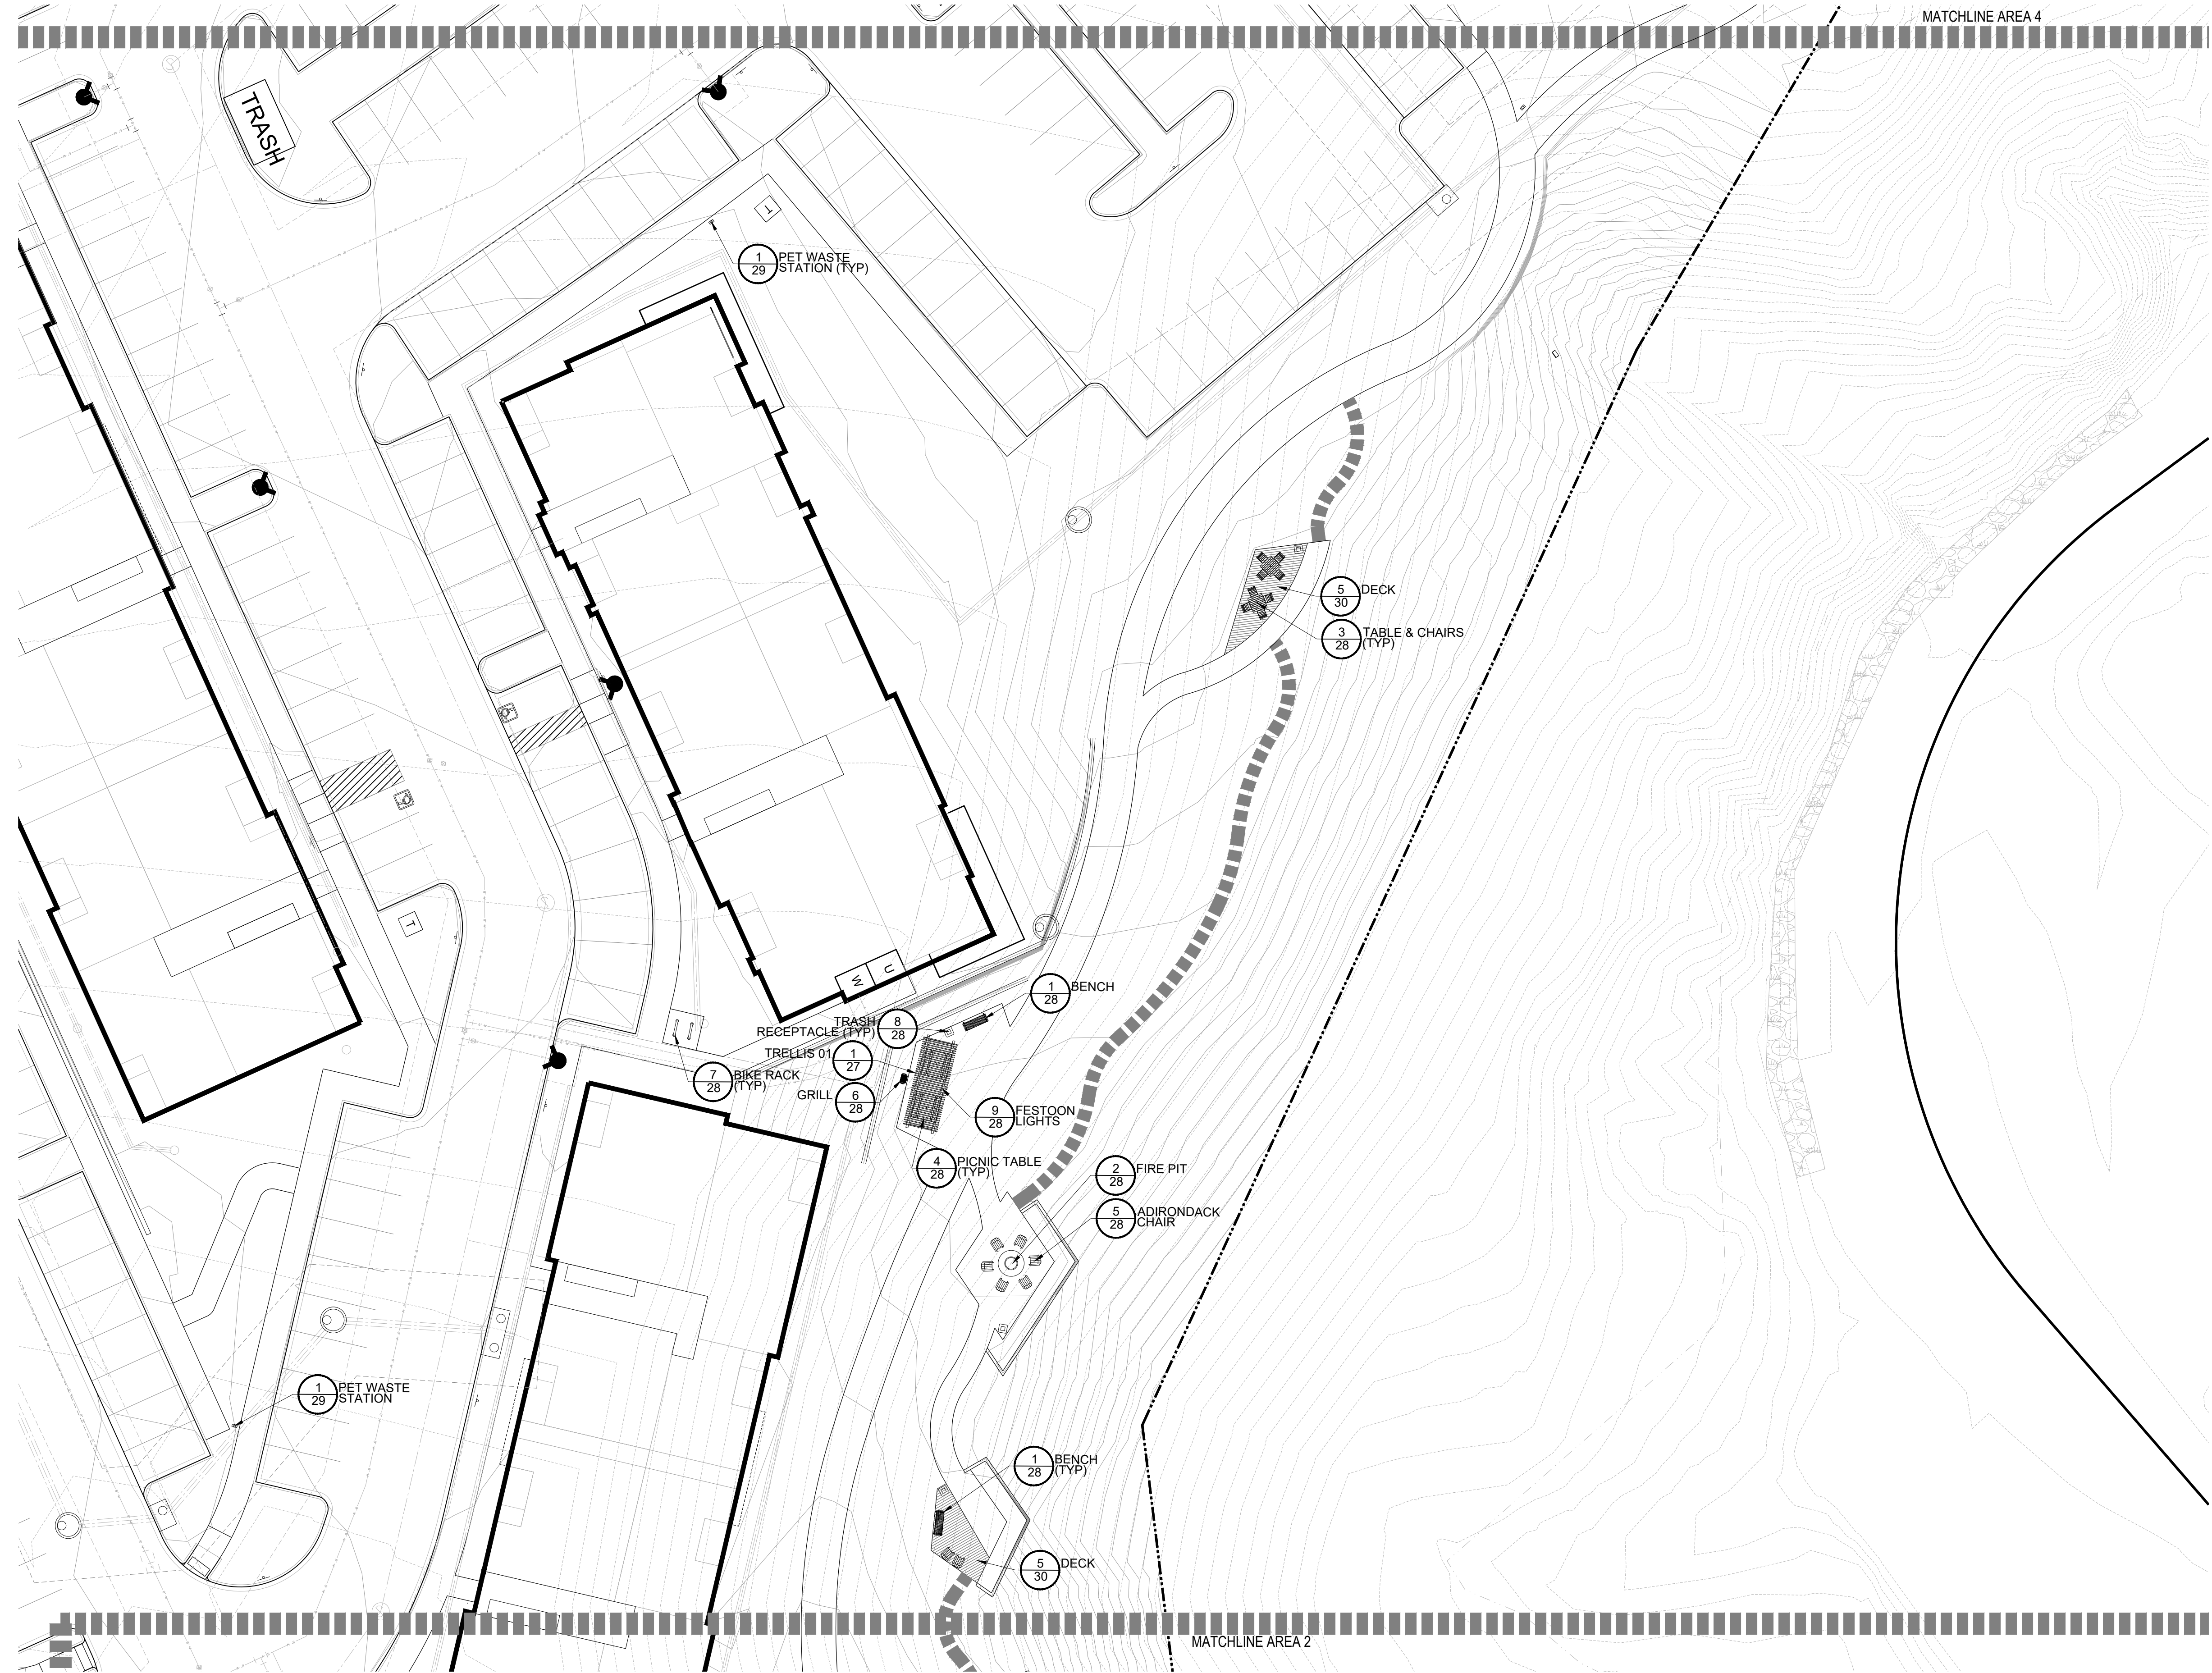 MATCHLINE AREA 4
TRASH
T
1
29
PET WASTE
STATION (TYP)
5
30
DECK
3
28
TABLE & CHAIRS
(TYP)
T
W
U
1
28
BENCH
TRASH
RECEPTACLE (TYP)
8
28
TRELLIS 01
1
27
7
28
BIKE RACK
(TYP)
GRILL
6
28
9
28
FESTOON
LIGHTS
4
28
PICNIC TABLE
(TYP)
2
28
FIRE PIT
5
28
ADIRONDACK
CHAIR
1
29
PET WASTE
STATION
1
28
BENCH
(TYP)
5
30
DECK
MATCHLINE AREA 2